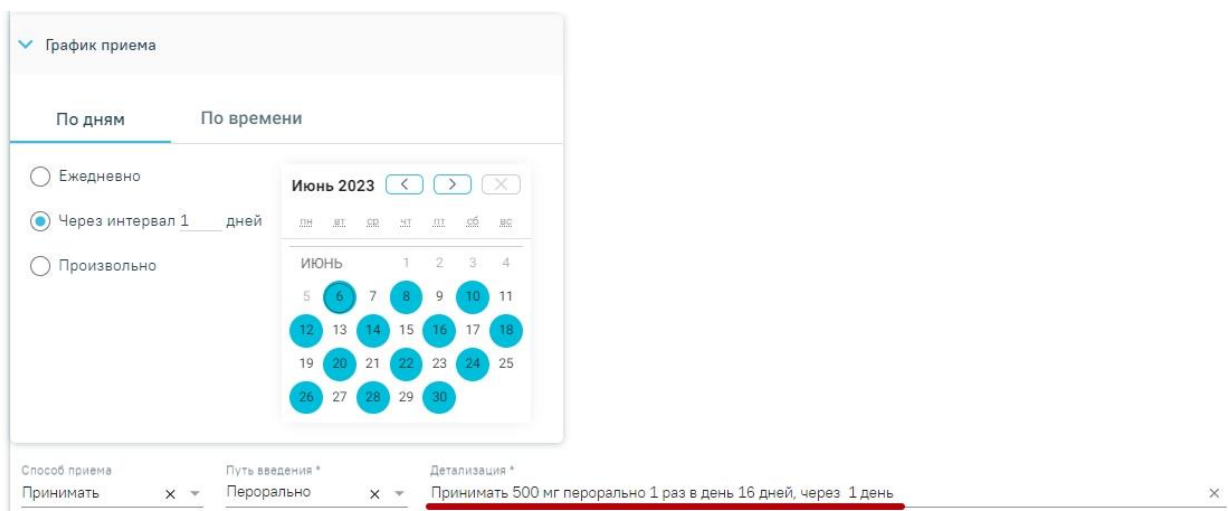 График приема
По дням По времени
Ежедневно
Через интервал 1 дней
Произвольно
Июнь 2023
пн вт ср чт пт сб вс
ИЮНЬ 1 2 3 4
5 6 7 8 9 10 11
12 13 14 15 16 17 18
19 20 21 22 23 24 25
26 27 28 29 30
Способ приема Путь введения * Детализация *
Принимать Перорально Принимать 500 мг перорально 1 раз в день 16 дней, через 1 день